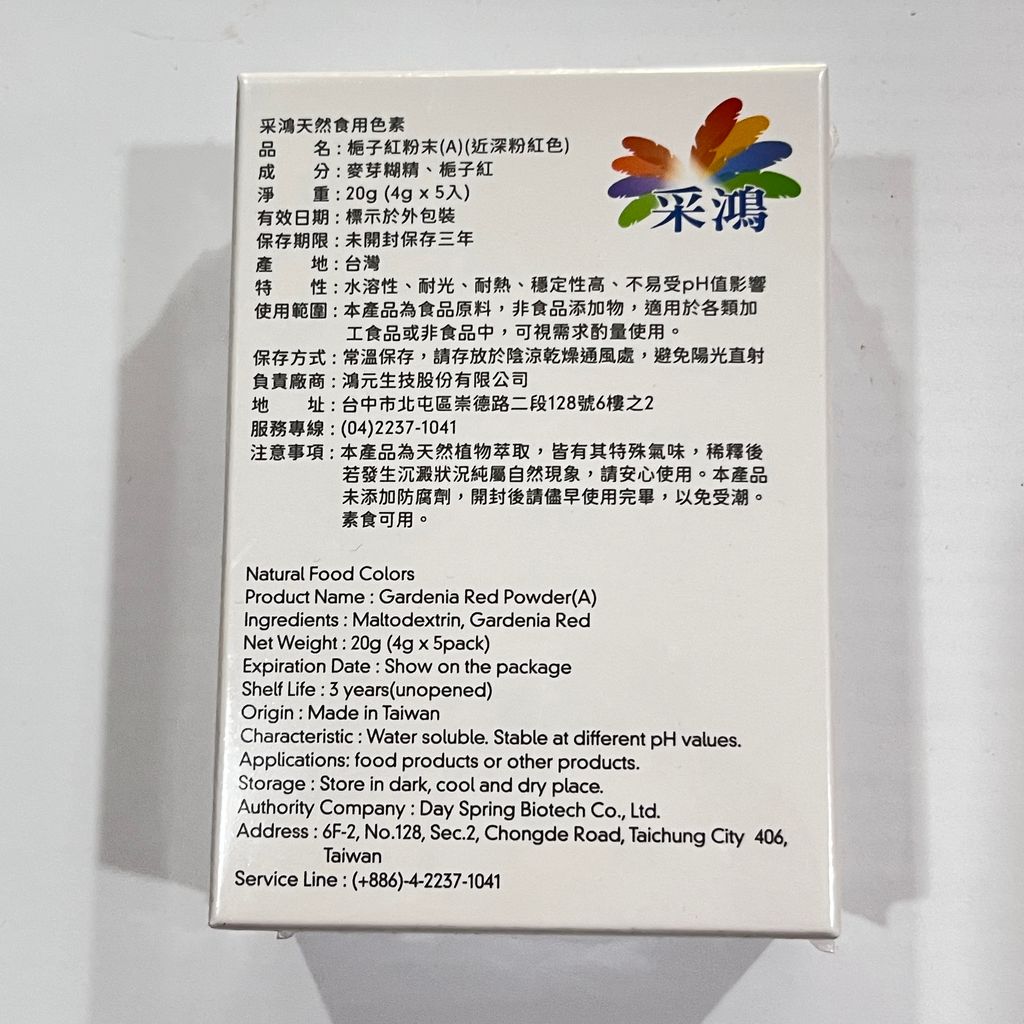 采鴻天然食用色素
采鴻
品 名：梔子紅粉末(A)(近深粉紅色)
成 分：麥芽糊精、梔子紅
淨 重：20g (4g x 5入)
有效日期：標示於外包裝
保存期限：未開封保存三年
產 地：台灣
特 性：水溶性、耐光、耐熱、穩定性高、不易受pH值影響
使用範圍：本產品為食品原料，非食品添加物，適用於各類加
工食品或非食品中，可視需求酌量使用。
保存方式：常溫保存，請存放於陰涼乾燥通風處，避免陽光直射
負責廠商：鴻元生技股份有限公司
地 址：台中市北屯區崇德路二段128號6樓之2
服務專線：(04)2237-1041
注意事項：本產品為天然植物萃取，皆有其特殊氣味，稀釋後
若發生沉澱狀況純屬自然現象，請安心使用。本產品
未添加防腐劑，開封後請儘早使用完畢，以免受潮。
素食可用。
Natural Food Colors
Product Name : Gardenia Red Powder(A)
Ingredients : Maltodextrin, Gardenia Red
Net Weight : 20g (4g x 5pack)
Expiration Date : Show on the package
Shelf Life : 3 years(unopened)
Origin : Made in Taiwan
Characteristic : Water soluble. Stable at different pH values.
Applications: food products or other products.
Storage : Store in dark, cool and dry place.
Authority Company : Day Spring Biotech Co., Ltd.
Address : 6F-2, No.128, Sec.2, Chongde Road, Taichung City 406,
Taiwan
Service Line : (+886)-4-2237-1041